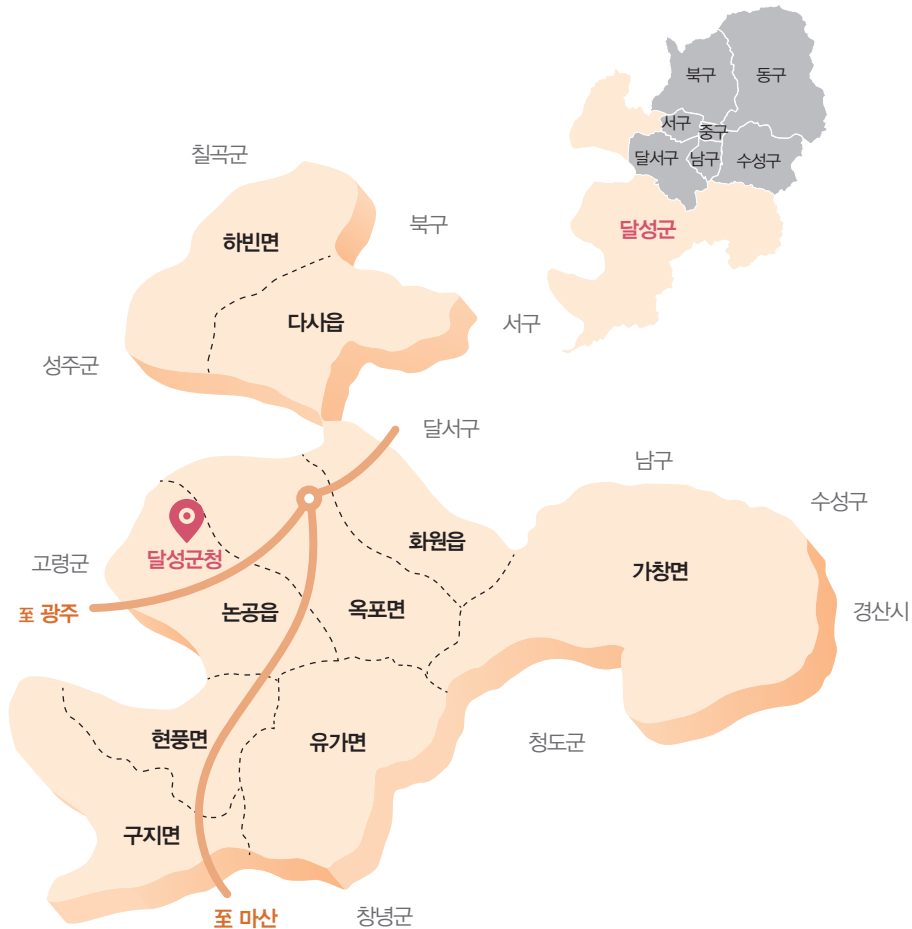 북구
동구
서구
중구
달서구
남구
수성구
달성군
칠곡군
북구
하빈면
다사읍
서구
성주군
달서구
남구
수성구
화원읍
달성군청
고령군
가창면
至 광주
논공읍
옥포면
경산시
현풍면
유가면
청도군
구지면
至 마산
창녕군